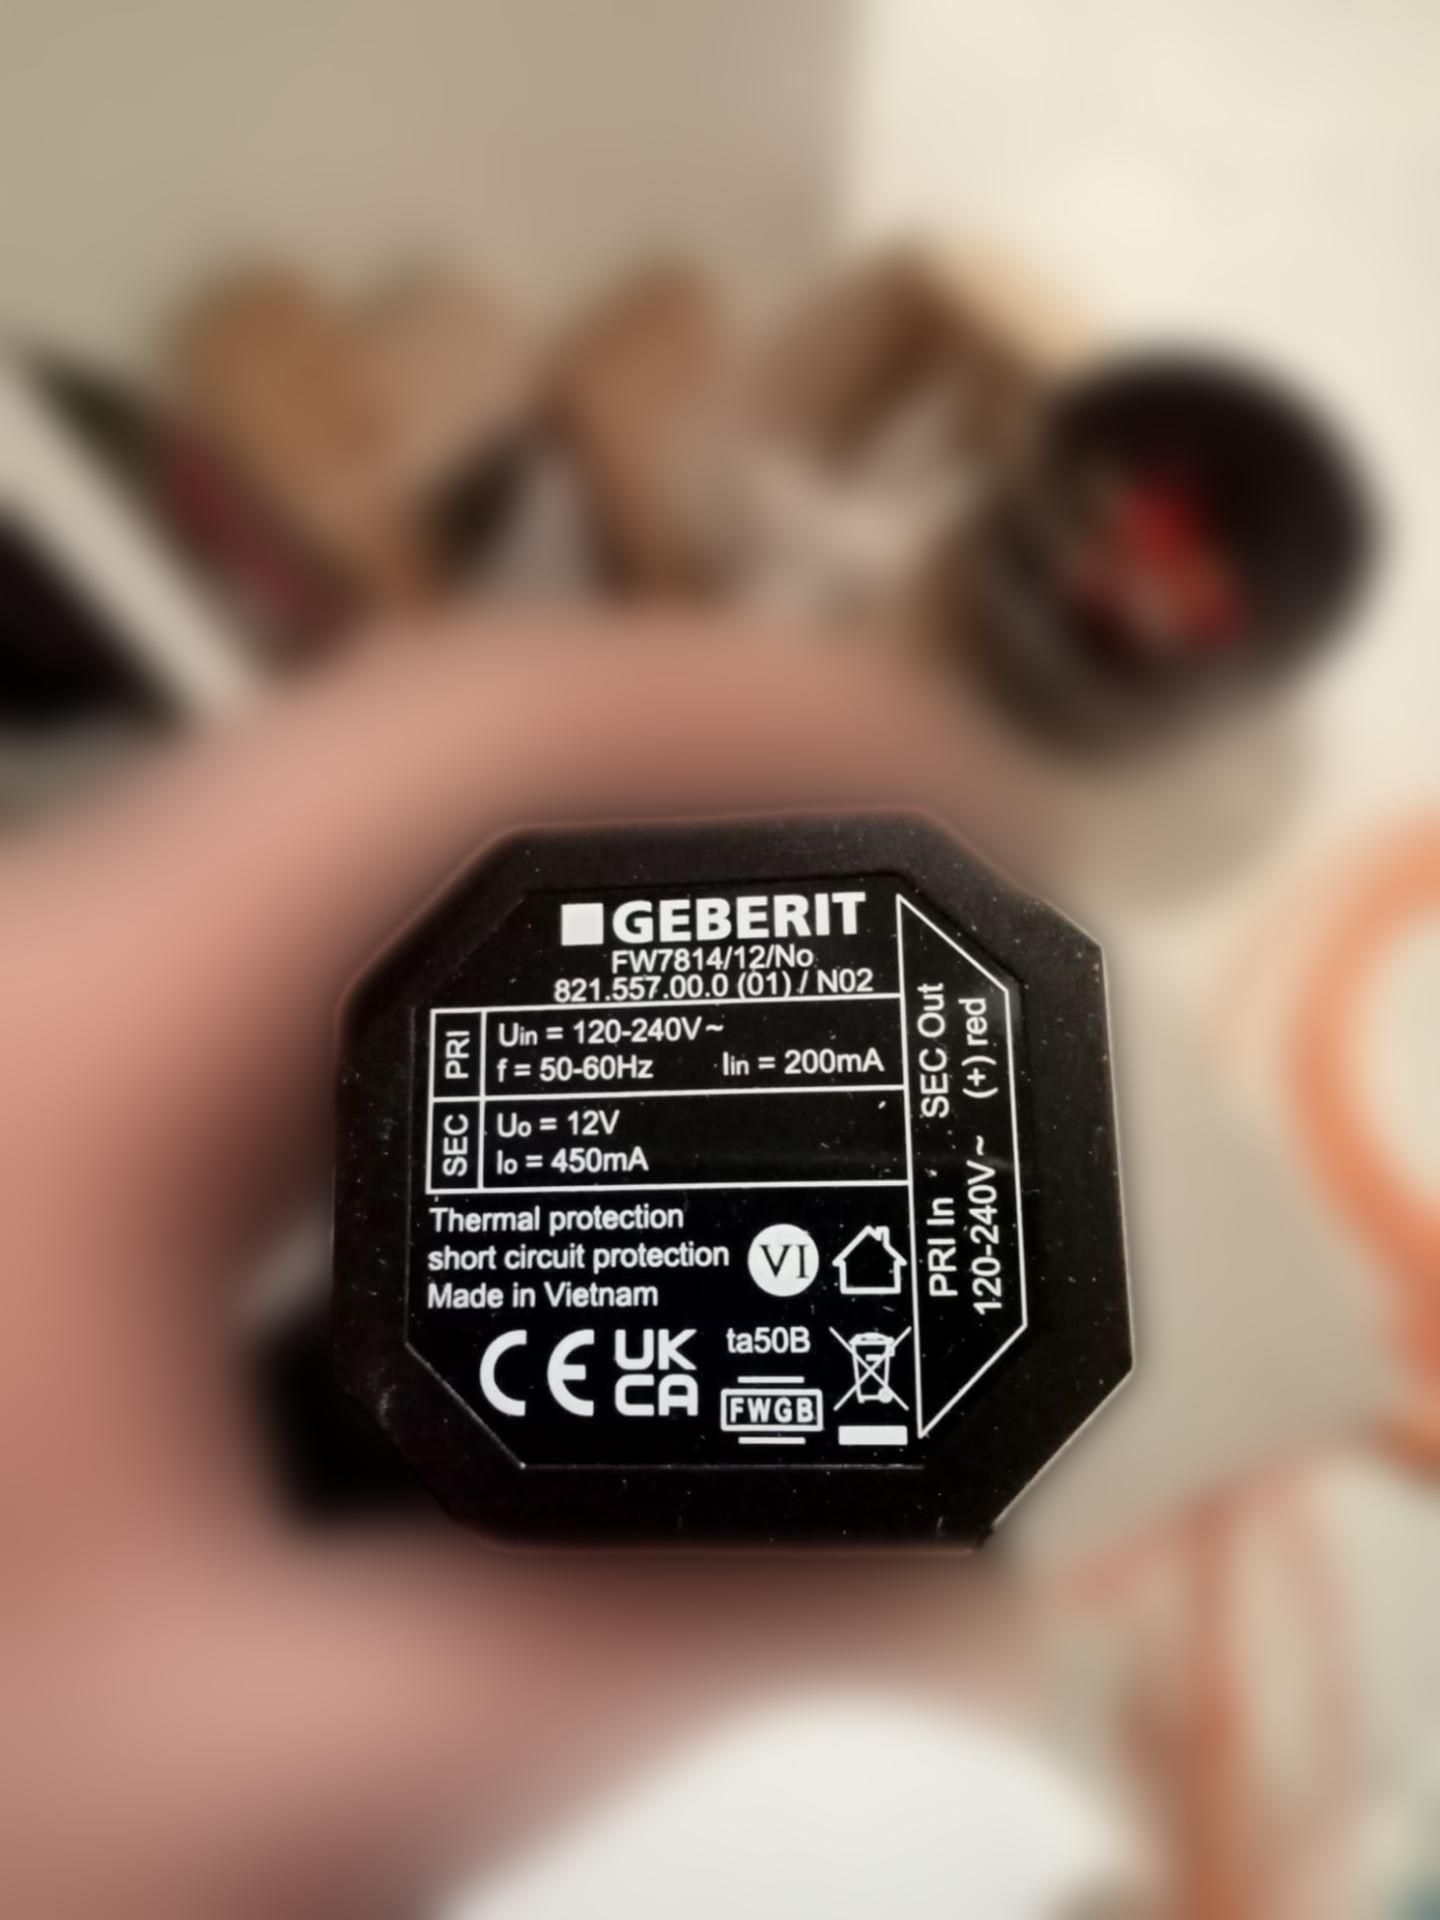 GEBERIT
FW7814/12/No
821.557.00.0 (01) / N02
PRI
Uin = 120-240V~
f = 50-60Hz Iin = 200mA
SEC
Uo = 12V
Io = 450mA
Thermal protection
short circuit protection
Made in Vietnam
VI
CE UK
CA
ta50B
FWGB
PRI In SEC Out
120-240V~ (+) red